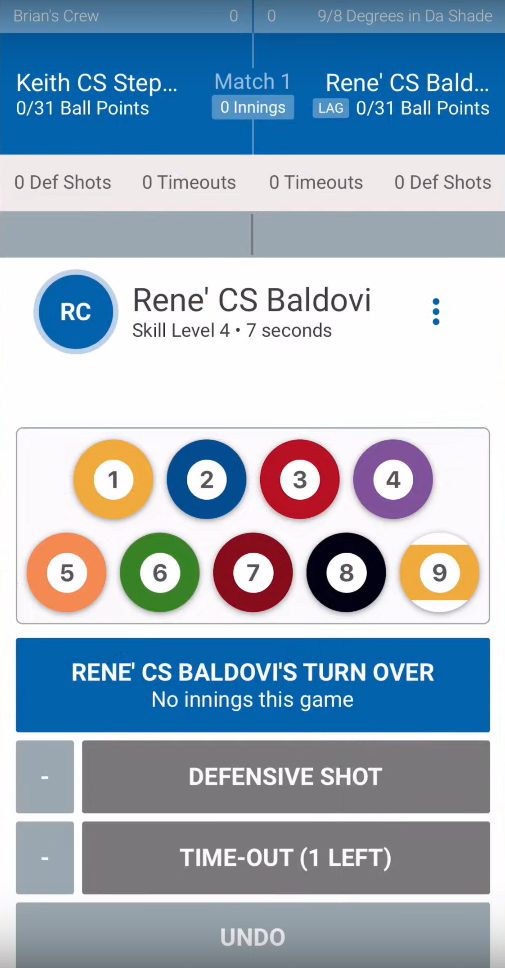 Brian's Crew 0 0 9/8 Degrees in Da Shade
Keith CS Step... Match 1 Rene' CS Bald...
0/31 Ball Points 0 Innings LAG 0/31 Ball Points
0 Def Shots 0 Timeouts 0 Timeouts 0 Def Shots
RC Rene' CS Baldovi
Skill Level 4 • 7 seconds
1 2 3 4
5 6 7 8 9
RENE' CS BALDOVI'S TURN OVER
No innings this game
- DEFENSIVE SHOT
- TIME-OUT (1 LEFT)
UNDO